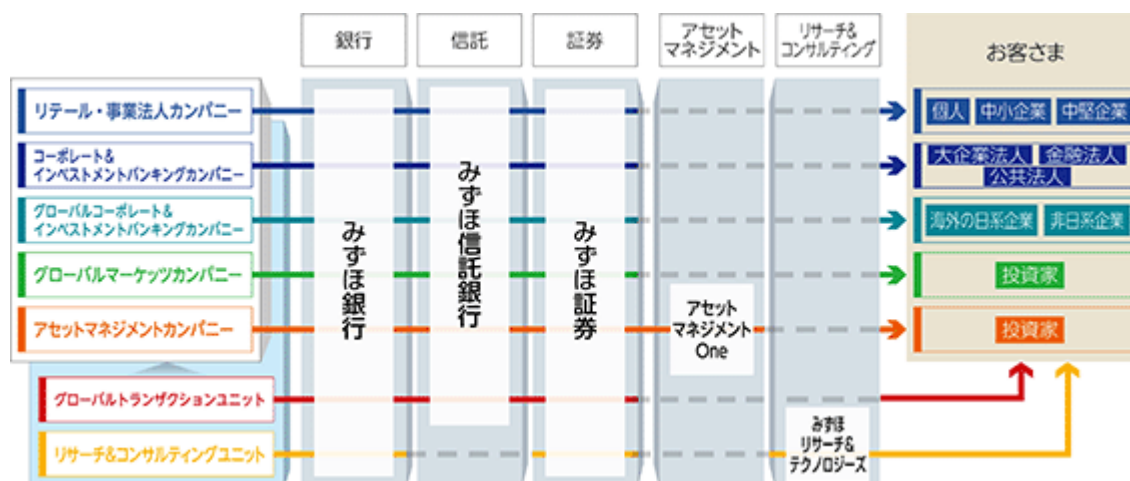 銀行
信託
証券
アセット
マネジメント
リサーチ&
コンサルティング
お客さま
リテール・事業法人カンパニー
個人
中小企業
中堅企業
コーポレート&
インベストメントバンキングカンパニー
大企業法人
金融法人
公共法人
グローバルコーポレート&
インベストメントバンキングカンパニー
海外の日系企業
非日系企業
グローバルマーケッツカンパニー
投資家
アセットマネジメントカンパニー
投資家
みずほ銀行
みずほ信託銀行
みずほ証券
アセット
マネジメント
One
グローバルトランザクションユニット
リサーチ&コンサルティングユニット
みずほ
リサーチ&
テクノロジーズ